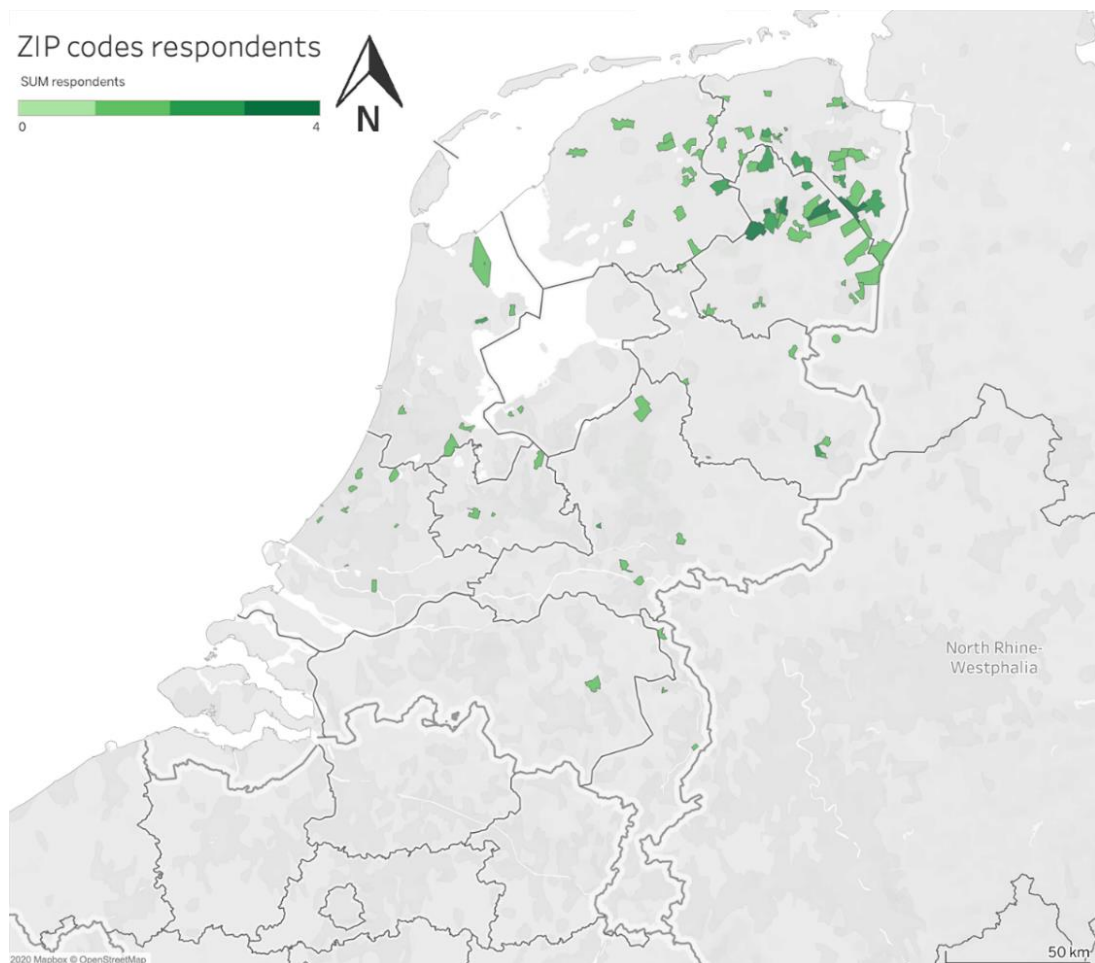 ZIP codes respondents
SUM respondents
0 4
N
North Rhine-
Westphalia
2020 Mapbox © OpenStreetMap
50 km